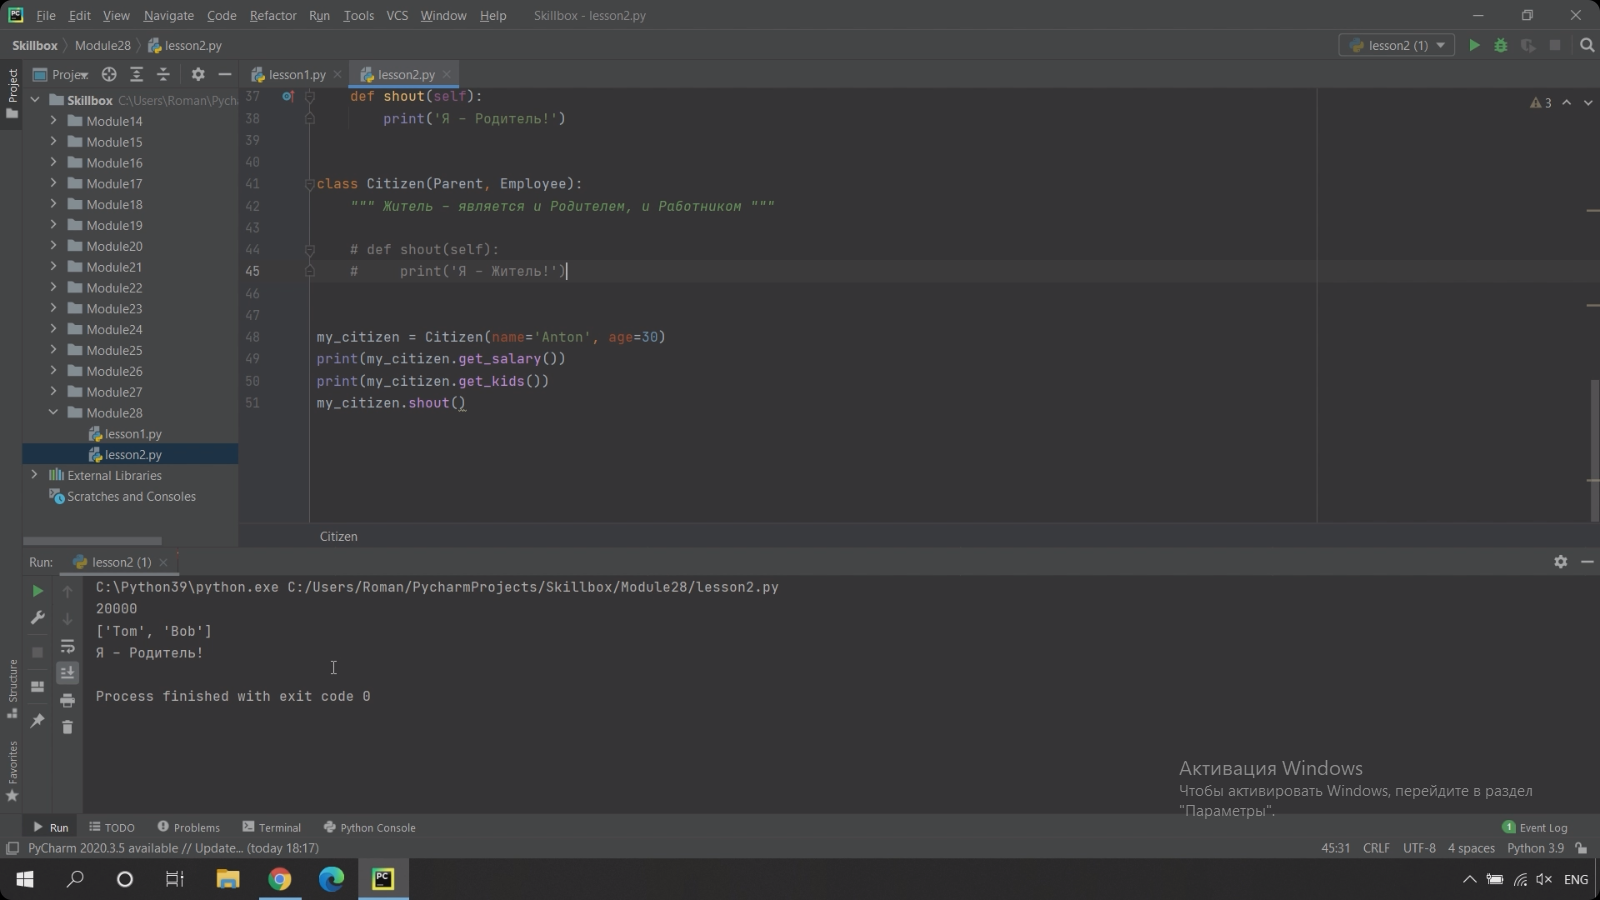 File Edit View Navigate Code Refactor Run Tools VCS Window Help Skillbox - lesson2.py
Skillbox Module28 lesson2.py lesson2 (1)
Project lesson1.py lesson2.py
Skillbox C:\Users\Roman\Pych
Module14
Module15
Module16
Module17
Module18
Module19
Module20
Module21
Module22
Module23
Module24
Module25
Module26
Module27
Module28
lesson1.py
lesson2.py
External Libraries
Scratches and Consoles
3
37 def shout(self):
38 print('Я - Родитель!')
39
40
41 class Citizen(Parent, Employee):
42 """ Житель - является и Родителем, и Работником """
43
44 # def shout(self):
45 # print('Я - Житель!')
46
47
48 my_citizen = Citizen(name='Anton', age=30)
49 print(my_citizen.get_salary())
50 print(my_citizen.get_kids())
51 my_citizen.shout()
Citizen
Run: lesson2 (1)
C:\Python39\python.exe C:/Users/Roman/PycharmProjects/Skillbox/Module28/lesson2.py
20000
['Tom', 'Bob']
Я - Родитель!
Process finished with exit code 0
Project
Structure
Favorites
Активация Windows
Чтобы активировать Windows, перейдите в раздел
"Параметры".
Run TODO Problems Terminal Python Console 1 Event Log
PyCharm 2020.3.5 available // Update... (today 18:17) 45:31 CRLF UTF-8 4 spaces Python 3.9
PC ENG